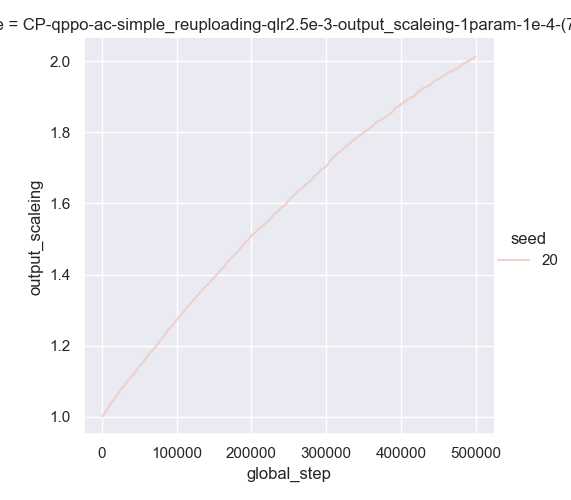 e = CP-qppo-ac-simple_reuploading-qlr2.5e-3-output_scaleing-1param-1e-4-(7
2.0
1.8
1.6
1.4
1.2
1.0
output_scaleing
0 100000 200000 300000 400000 500000
global_step
seed
20